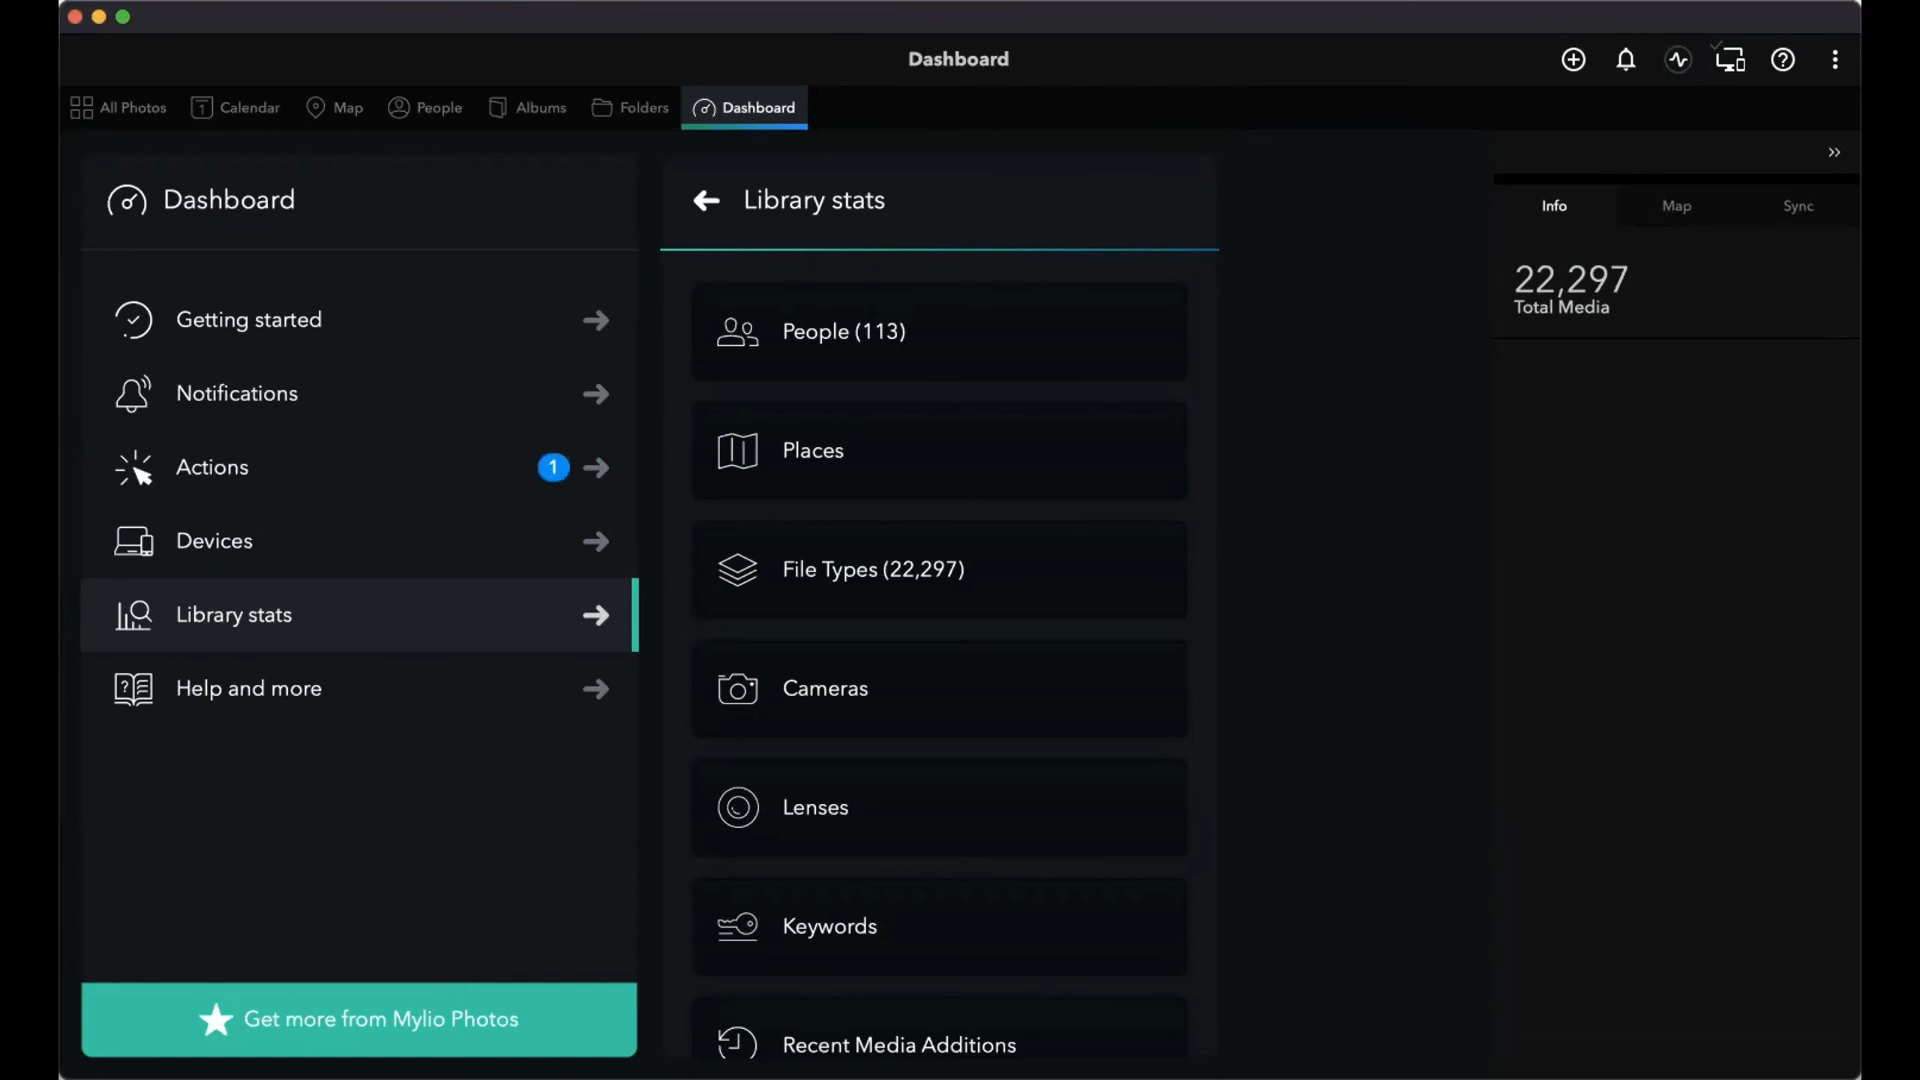 Dashboard
All Photos
1
Calendar
Map
People
Albums
Folders
Dashboard
Dashboard
Getting started
Notifications
Actions
1
Devices
Library stats
Help and more
Get more from Mylio Photos
Library stats
People (113)
Places
File Types (22,297)
Cameras
Lenses
Keywords
Recent Media Additions
Info
Map
Sync
22,297
Total Media